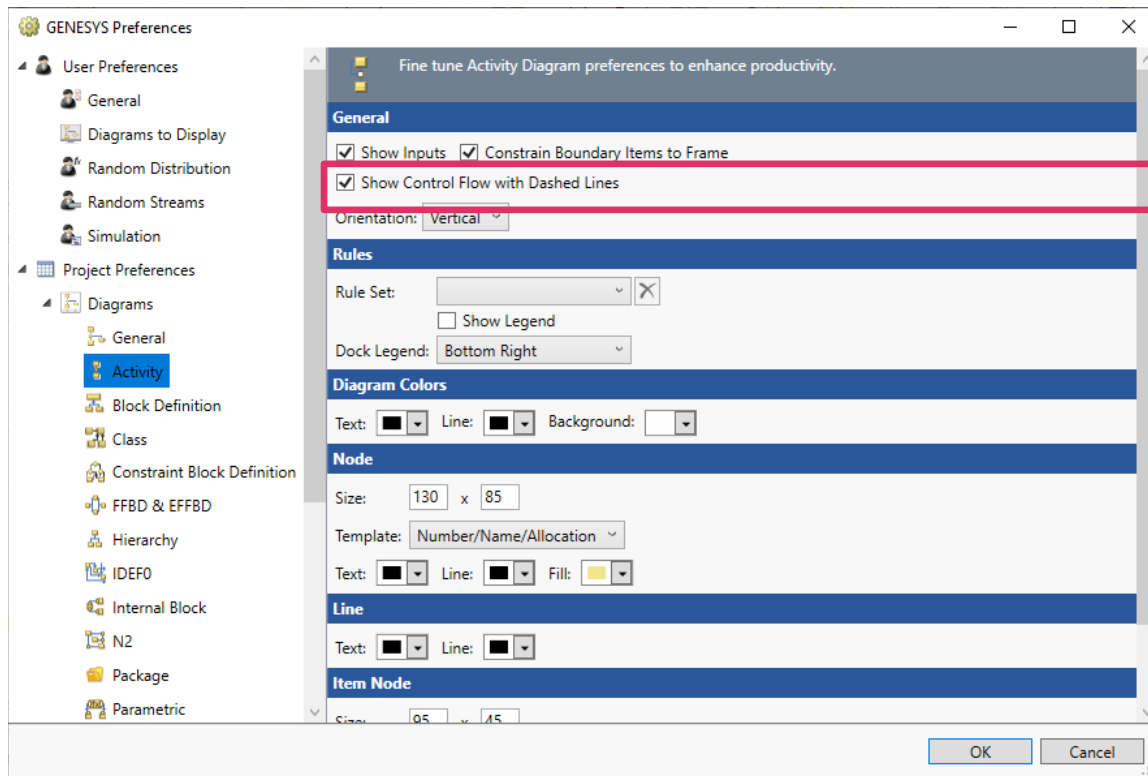 GENESYS Preferences
User Preferences
General
Diagrams to Display
Random Distribution
Random Streams
Simulation
Project Preferences
Diagrams
General
Activity
Block Definition
Class
Constraint Block Definition
FFBD & EFFBD
Hierarchy
IDEF0
Internal Block
N2
Package
Parametric
Fine tune Activity Diagram preferences to enhance productivity.
General
Show Inputs Constrain Boundary Items to Frame
Show Control Flow with Dashed Lines
Orientation: Vertical
Rules
Rule Set:
Show Legend
Dock Legend: Bottom Right
Diagram Colors
Text: Line: Background:
Node
Size: 130 x 85
Template: Number/Name/Allocation
Text: Line: Fill:
Line
Text: Line:
Item Node
Size: 95 x 45
OK Cancel